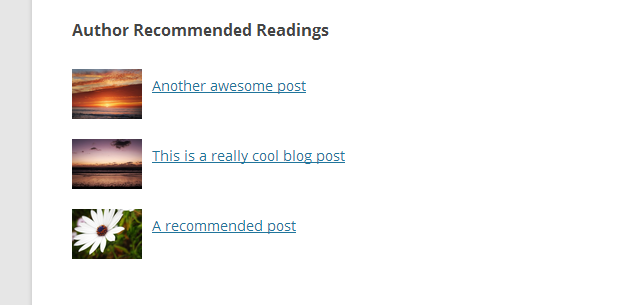 Author Recommended Readings
Another awesome post
This is a really cool blog post
A recommended post